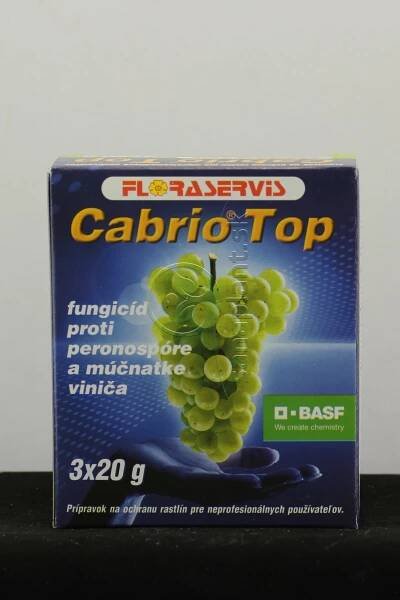 FLORASERVIS
Cabrio® Top
fungicíd
proti
peronospóre
a múčnatke
viniča
BASF
We create chemistry
3x20 g
Prípravok na ochranu rastlín pre neprofesionálnych používateľov.